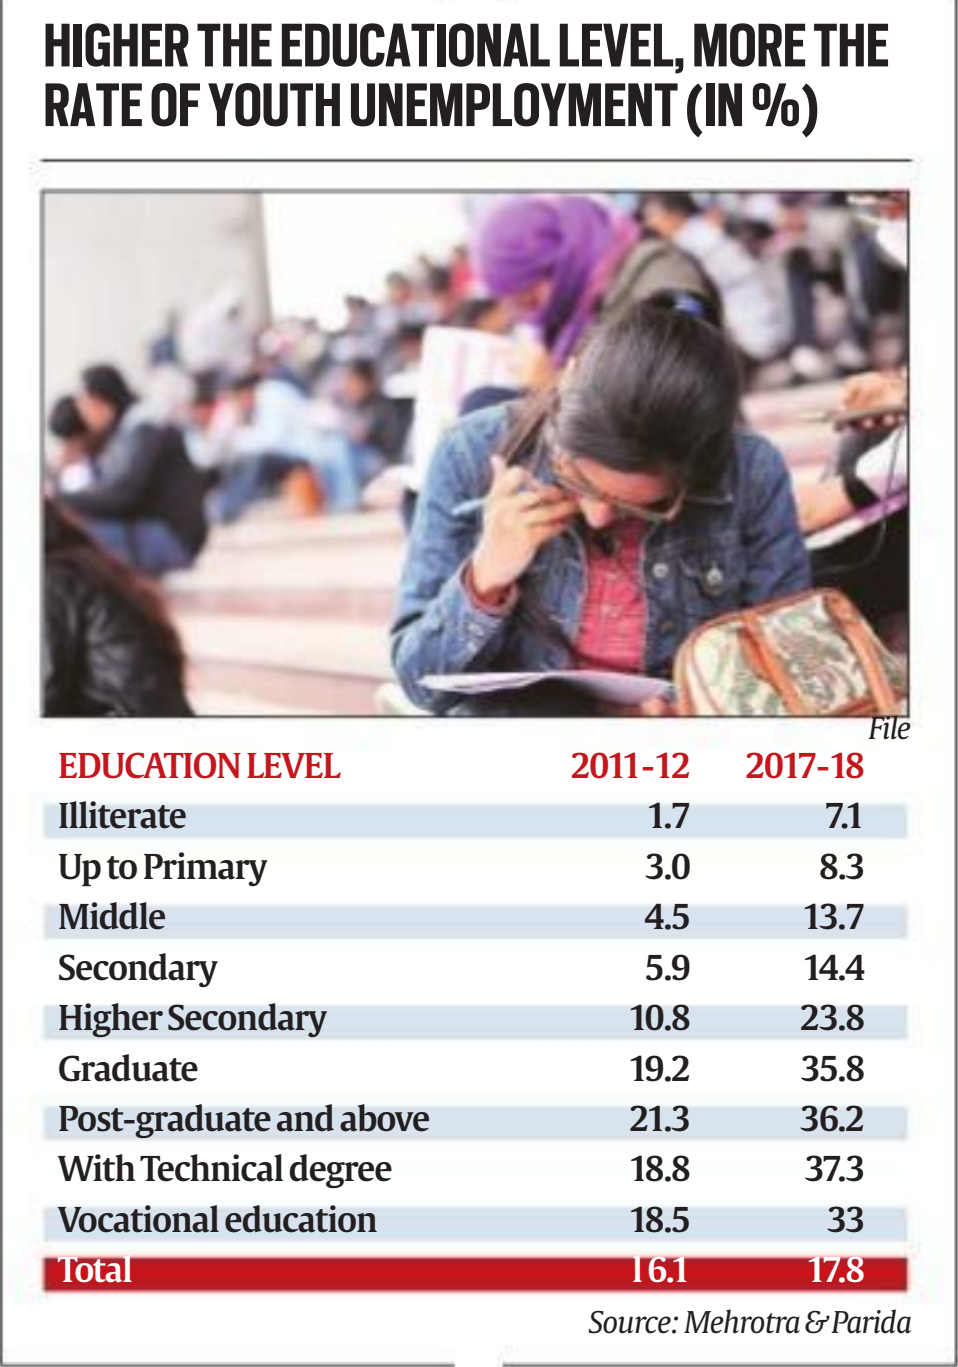 HIGHER THE EDUCATIONAL LEVEL, MORE THE
RATE OF YOUTH UNEMPLOYMENT (IN %)
File
EDUCATION LEVEL 2011-12 2017-18
Illiterate 1.7 7.1
Up to Primary 3.0 8.3
Middle 4.5 13.7
Secondary 5.9 14.4
Higher Secondary 10.8 23.8
Graduate 19.2 35.8
Post-graduate and above 21.3 36.2
With Technical degree 18.8 37.3
Vocational education 18.5 33
Total l 6.1 17.8
Source: Mehrotra & Parida